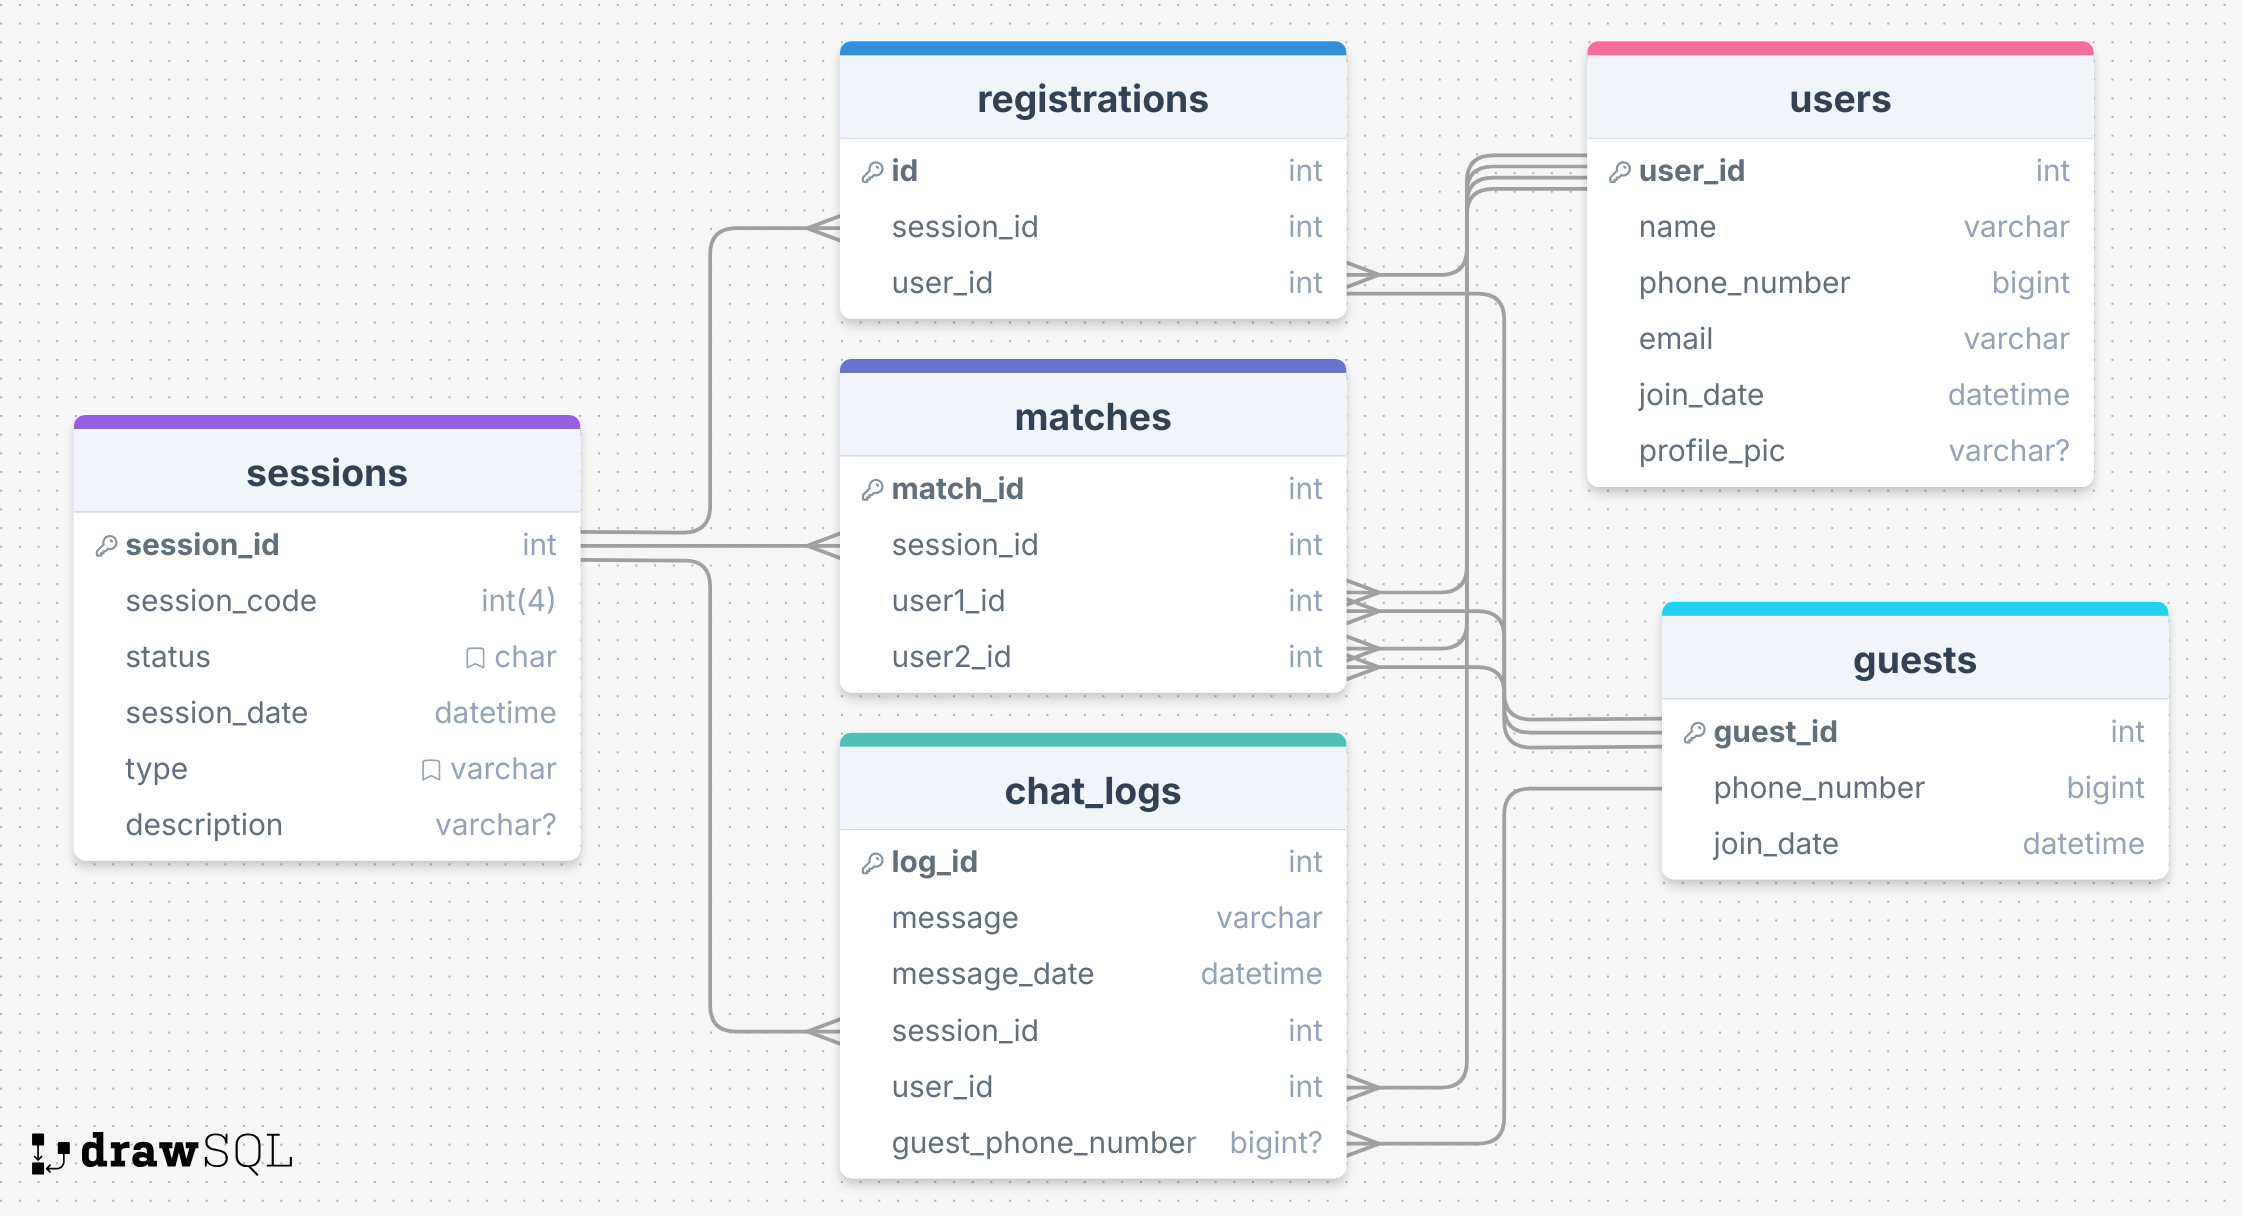 registrations
id int
session_id int
user_id int
users
user_id int
name varchar
phone_number bigint
email varchar
join_date datetime
profile_pic varchar?
matches
match_id int
session_id int
user1_id int
user2_id int
sessions
session_id int
session_code int(4)
status char
session_date datetime
type varchar
description varchar?
guests
guest_id int
phone_number bigint
join_date datetime
chat_logs
log_id int
message varchar
message_date datetime
session_id int
user_id int
guest_phone_number bigint?
drawSQL